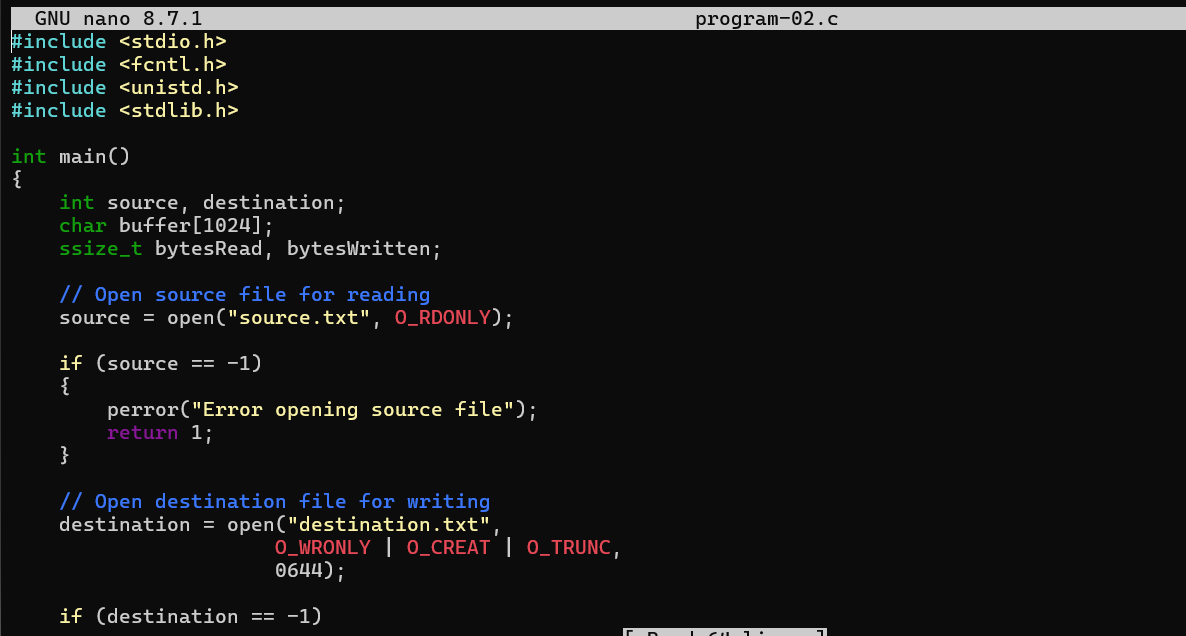 GNU nano 8.7.1 program-02.c
#include <stdio.h>
#include <fcntl.h>
#include <unistd.h>
#include <stdlib.h>

int main()
{
    int source, destination;
    char buffer[1024];
    ssize_t bytesRead, bytesWritten;

    // Open source file for reading
    source = open("source.txt", O_RDONLY);

    if (source == -1)
    {
        perror("Error opening source file");
        return 1;
    }

    // Open destination file for writing
    destination = open("destination.txt",
                      O_WRONLY | O_CREAT | O_TRUNC,
                      0644);

    if (destination == -1)